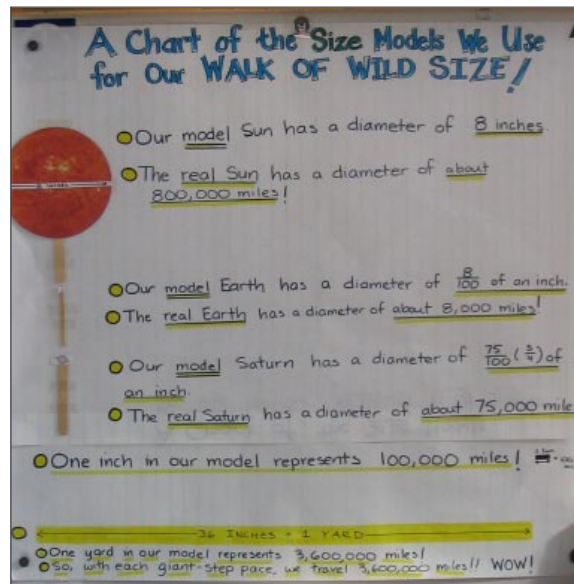 A Chart of the Size Models We Use
for Our WALK OF WILD SIZE!
Our model Sun has a diameter of 8 inches.
The real Sun has a diameter of about
800,000 miles!
Our model Earth has a diameter of 8/100 of an inch.
The real Earth has a diameter of about 8,000 miles!
Our model Saturn has a diameter of 75/100 (3/4) of
an inch.
The real Saturn has a diameter of about 75,000 mile
One inch in our model represents 100,000 miles!
36 INCHES = 1 YARD
One yard in our model represents 3,600,000 miles!
So, with each giant-step pace, we travel 3,600,000 miles!! WOW!